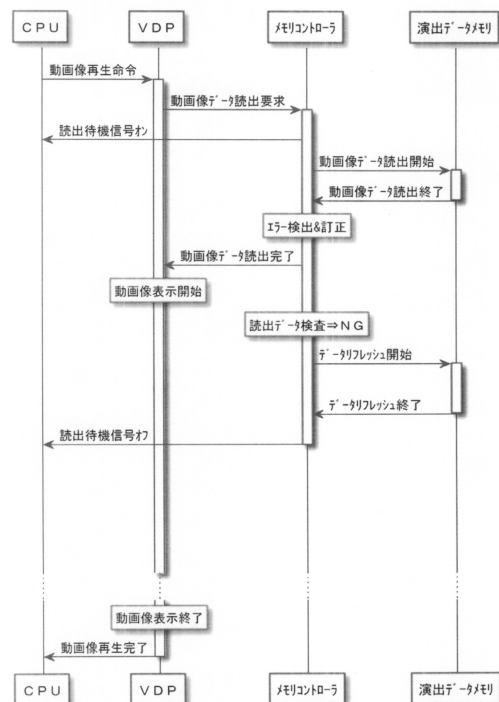 ＣＰＵ
ＶＤＰ
ﾒﾓﾘｺﾝﾄﾛｰﾗ
演出ﾃﾞｰﾀﾒﾓﾘ
動画像再生命令
動画像ﾃﾞｰﾀ読出要求
読出待機信号ｵﾝ
動画像ﾃﾞｰﾀ読出開始
動画像ﾃﾞｰﾀ読出終了
ｴﾗｰ検出&訂正
動画像ﾃﾞｰﾀ読出完了
動画像表示開始
読出ﾃﾞｰﾀ検査⇒ＮＧ
ﾃﾞｰﾀﾘﾌﾚｯｼｭ開始
ﾃﾞｰﾀﾘﾌﾚｯｼｭ終了
読出待機信号ｵﾌ
動画像表示終了
動画像再生完了
ＣＰＵ
ＶＤＰ
ﾒﾓﾘｺﾝﾄﾛｰﾗ
演出ﾃﾞｰﾀﾒﾓﾘ